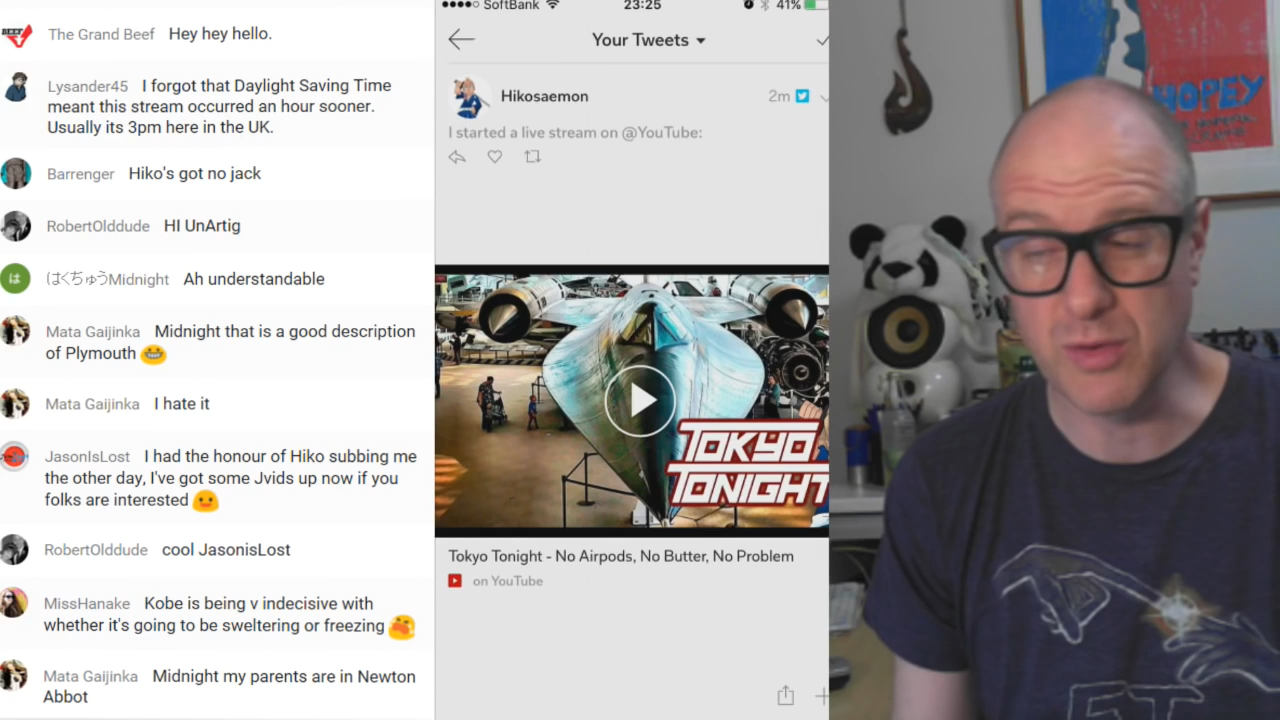 BEEF
The Grand Beef Hey hey hello.
Lysander45 I forgot that Daylight Saving Time
meant this stream occurred an hour sooner.
Usually its 3pm here in the UK.
Barrenger Hiko's got no jack
RobertOlddude HI UnArtig
は
はくちゅうMidnight Ah understandable
Mata Gaijinka Midnight that is a good description
of Plymouth 😁
Mata Gaijinka I hate it
JasonIsLost I had the honour of Hiko subbing me
the other day, I've got some Jvids up now if you
folks are interested 😛
RobertOlddude cool JasonisLost
MissHanake Kobe is being v indecisive with
whether it's going to be sweltering or freezing
Mata Gaijinka Midnight my parents are in Newton
Abbot
SoftBank 23:25 41%
Your Tweets
Hikosaemon 2m
I started a live stream on @YouTube:
TOKYO
TONIGHT
Tokyo Tonight - No Airpods, No Butter, No Problem
on YouTube
HOPEY
ET